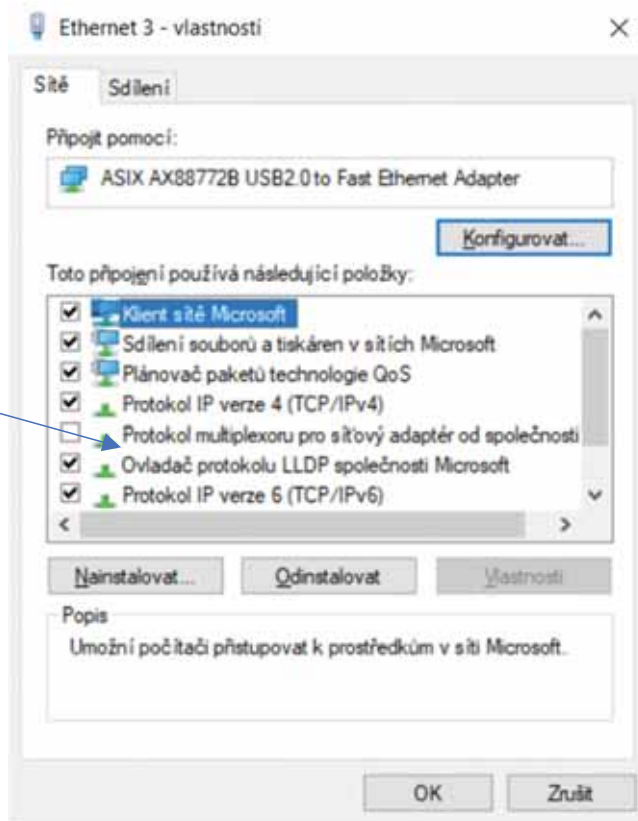 Ethernet 3 - vlastnosti
Sítě
Sdílení
Připojit pomocí:
ASIX AX88772B USB2.0 to Fast Ethernet Adapter
Konfigurovat...
Toto připojení používá následující položky:
Klient sítě Microsoft
Sdílení souborů a tiskáren v sítích Microsoft
Plánovač paketů technologie QoS
Protokol IP verze 4 (TCP/IPv4)
Protokol multiplexoru pro síťový adaptér od společnosti
Ovladač protokolu LLDP společnosti Microsoft
Protokol IP verze 6 (TCP/IPv6)
Nainstalovat...
Odinstalovat
Vlastnosti
Popis
Umožní počítači přistupovat k prostředkům v síti Microsoft.
OK
Zrušit